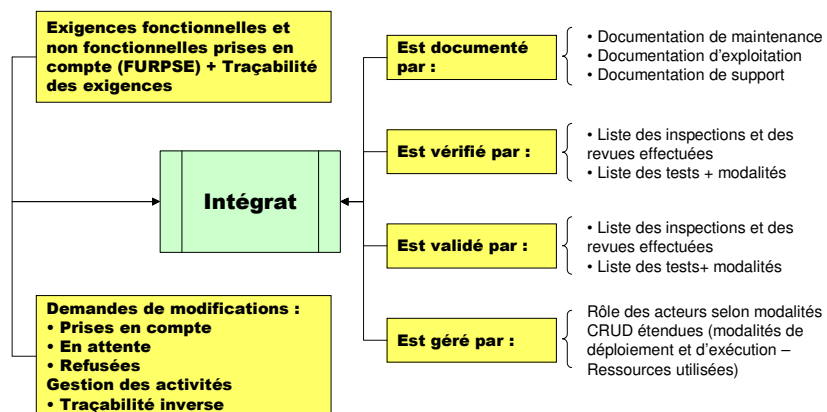 Exigences fonctionnelles et
non fonctionnelles prises en
compte (FURPSE) + Traçabilité
des exigences
Intégrat
Demandes de modifications :
• Prises en compte
• En attente
• Refusées
Gestion des activités
• Traçabilité inverse
Est documenté
par :
• Documentation de maintenance
• Documentation d'exploitation
• Documentation de support
Est vérifié par :
• Liste des inspections et des
revues effectuées
• Liste des tests + modalités
Est validé par :
• Liste des inspections et des
revues effectuées
• Liste des tests+ modalités
Est géré par :
Rôle des acteurs selon modalités
CRUD étendues (modalités de
déploiement et d'exécution –
Ressources utilisées)